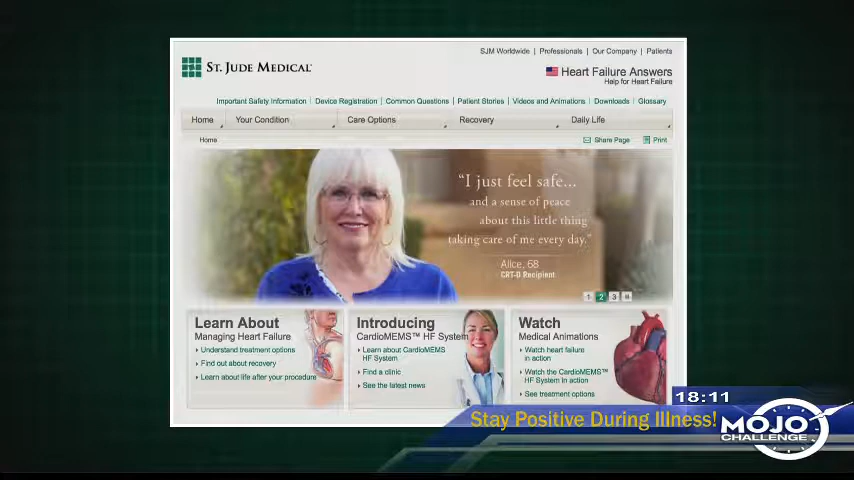 ST. JUDE MEDICAL
SJM Worldwide | Professionals | Our Company | Patients
Heart Failure Answers
Help for Heart Failure
Important Safety Information | Device Registration | Common Questions | Patient Stories | Videos and Animations | Downloads | Glossary
Home Your Condition Care Options Recovery Daily Life
Home
Share Page Print
“I just feel safe...
and a sense of peace
about this little thing
taking care of me every day.”
Alice, 68
CRT-D Recipient
1 2 3
Learn About
Managing Heart Failure
Understand treatment options
Find out about recovery
Learn about life after your procedure
Introducing
CardioMEMS™ HF System
Learn about CardioMEMS
HF System
Find a clinic
See the latest news
Watch
Medical Animations
Watch heart failure
in action
Watch the CardioMEMS™
HF System in action
See treatment options
18:11
Stay Positive During Illness!
MOJO
CHALLENGE